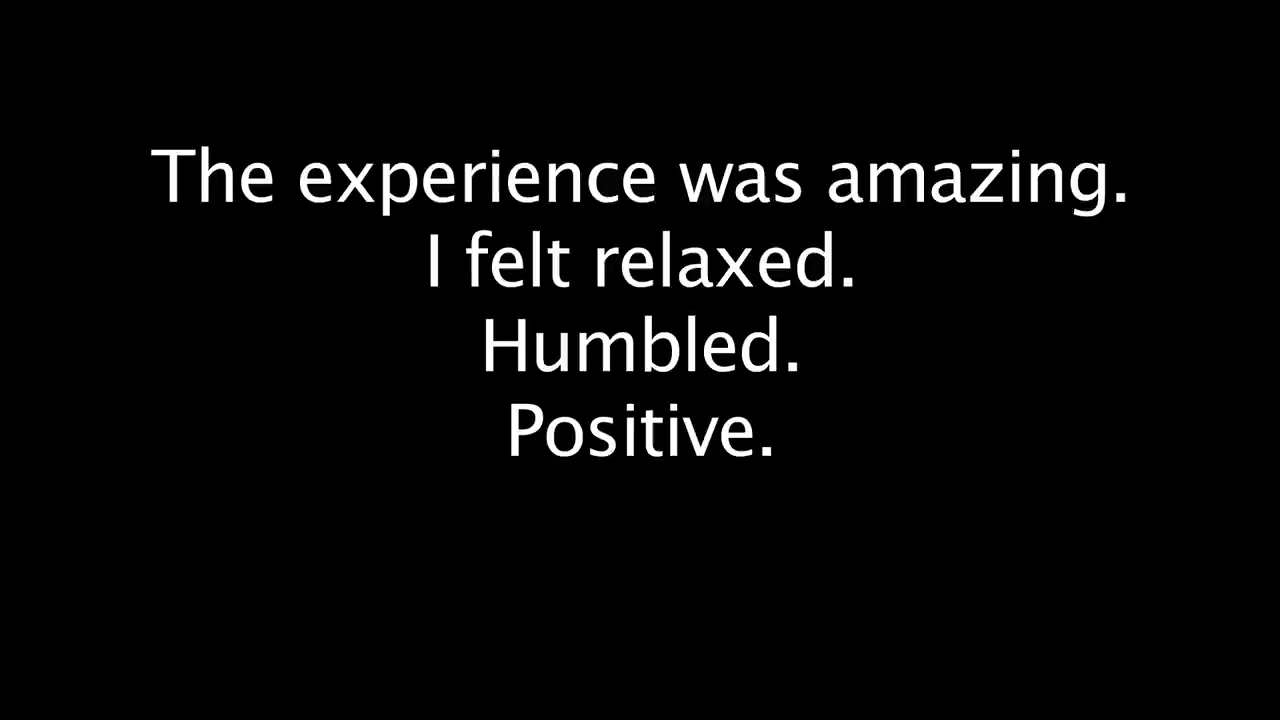 The experience was amazing.
I felt relaxed.
Humbled.
Positive.